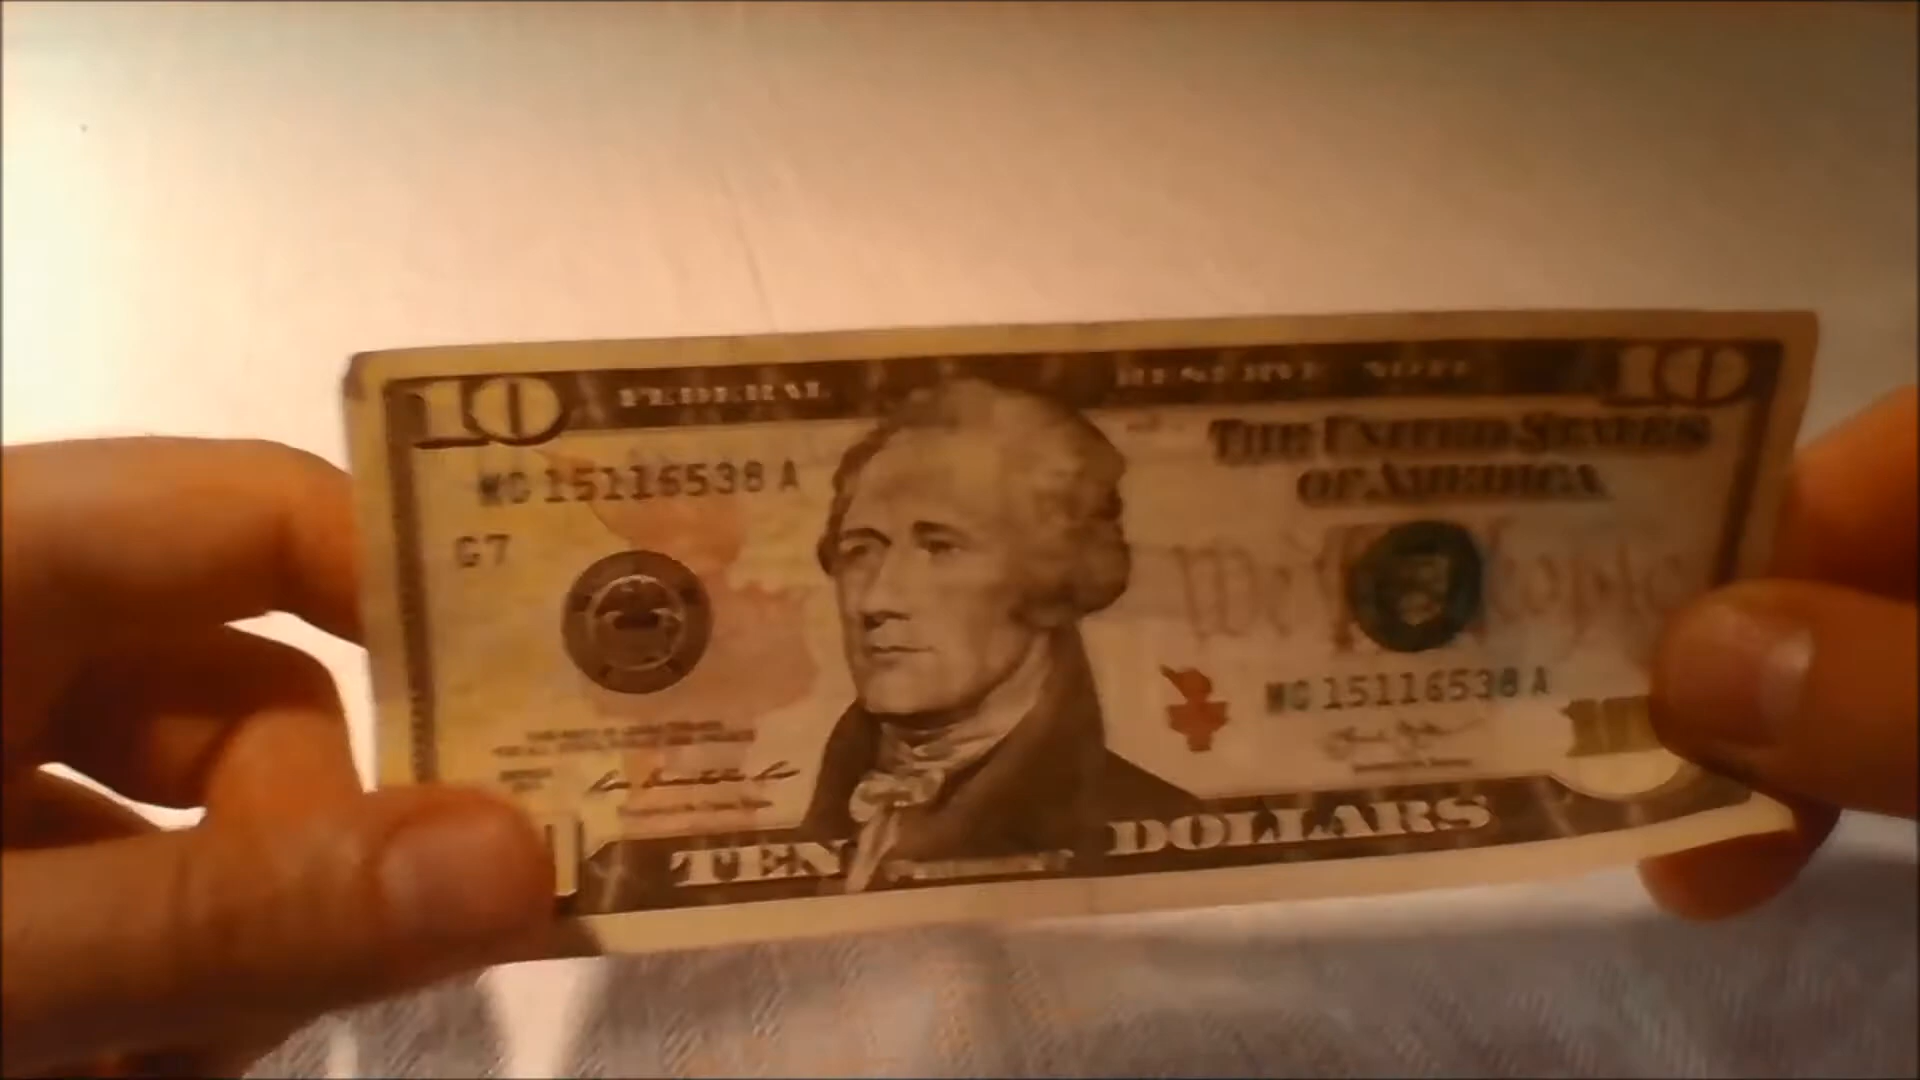 10 FEDERAL RESERVE NOTE 10
THE UNITED STATES
OF AMERICA
MG 15116538 A
G7
We People
MG 15116538 A
10
TEN DOLLARS